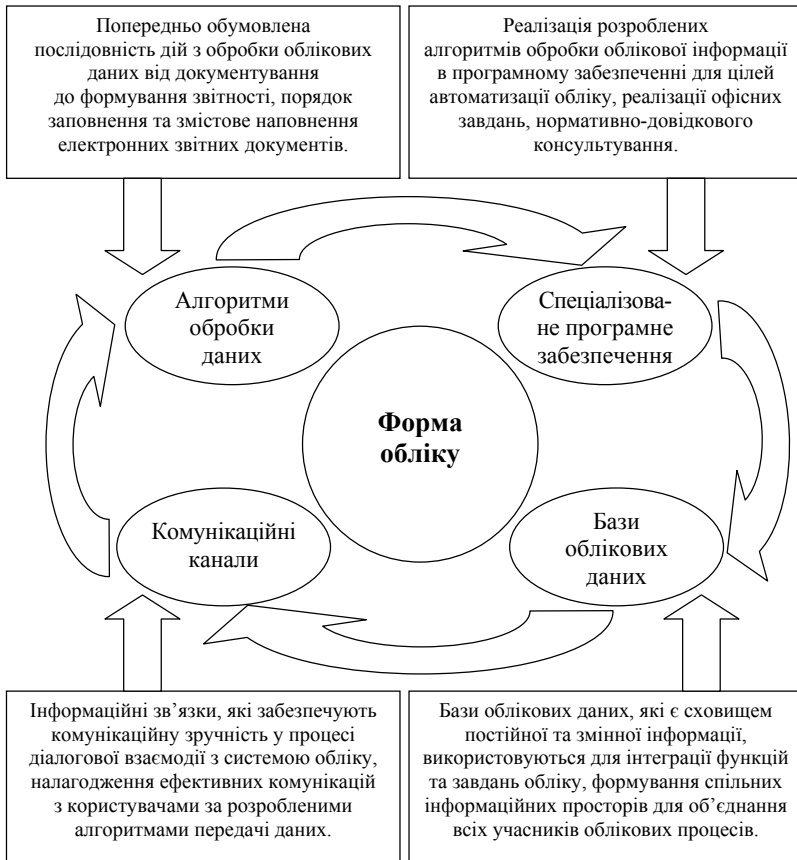 Попередньо обумовлена
послідовність дій з обробки облікових
даних від документування
до формування звітності, порядок
заповнення та змістове наповнення
електронних звітних документів.
Реалізація розроблених
алгоритмів обробки облікової інформації
в програмному забезпеченні для цілей
автоматизації обліку, реалізації офісних
завдань, нормативно-довідкового
консультування.
Алгоритми
обробки
даних
Спеціалізова-
не програмне
забезпечення
Форма
обліку
Комунікаційні
канали
Бази
облікових
даних
Інформаційні зв’язки, які забезпечують
комунікаційну зручність у процесі
діалогової взаємодії з системою обліку,
налагодження ефективних комунікацій
з користувачами за розробленими
алгоритмами передачі даних.
Бази облікових даних, які є сховищем
постійної та змінної інформації,
використовуються для інтеграції функцій
та завдань обліку, формування спільних
інформаційних просторів для об’єднання
всіх учасників облікових процесів.